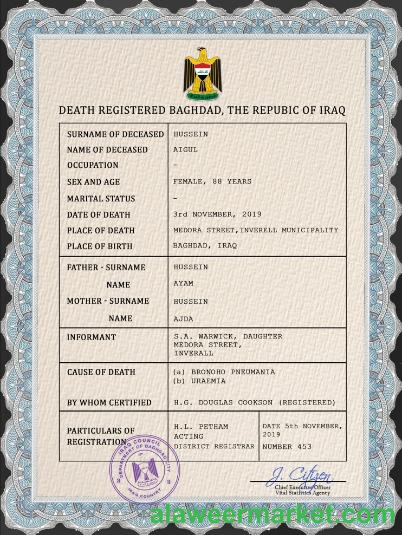 DEATH REGISTERED BAGHDAD, THE REPUBIC OF IRAQ
SURNAME OF DECEASED HUSSEIN
NAME OF DECEASED AIGUL
OCCUPATION –
SEX AND AGE FEMALE, 88 YEARS
MARITAL STATUS –
DATE OF DEATH 3rd NOVEMBER, 2019
PLACE OF DEATH MEDORA STREET,INVERELL MUNICIPALITY
PLACE OF BIRTH BAGHDAD, IRAQ
FATHER - SURNAME HUSSEIN
NAME AYAM
MOTHER - SURNAME HUSSEIN
NAME AJDA
INFORMANT S.A. WARWICK, DAUGHTER
MEDORA STREET,
INVERALL
CAUSE OF DEATH (a) BRONOHO PNEUMANIA
(b) URAEMIA
BY WHOM CERTIFIED H.G. DOUGLAS COOKSON (REGISTERED)
PARTICULARS OF
REGISTRATION
H.L. PETHAM
ACTING
DISTRICT REGISTRAR
DATE 5th NOVEMBER,
2019
NUMBER 453
J. Citizen
Chief Executive Officer
Vital Statistics Agency
alaweermarket.com